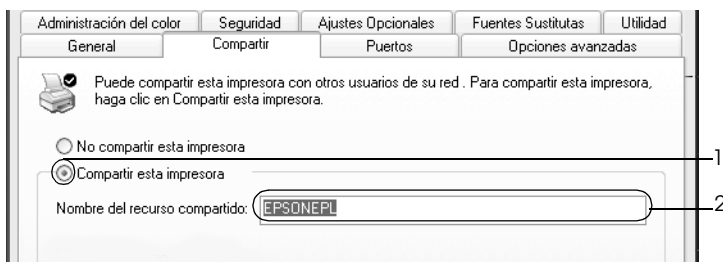 Administración del color Seguridad Ajustes Opcionales Fuentes Sustitutas Utilidad
General Compartir Puertos Opciones avanzadas
Puede compartir esta impresora con otros usuarios de su red . Para compartir esta impresora,
haga clic en Compartir esta impresora.
No compartir esta impresora
1
Compartir esta impresora
Nombre del recurso compartido: EPSONEPL
2